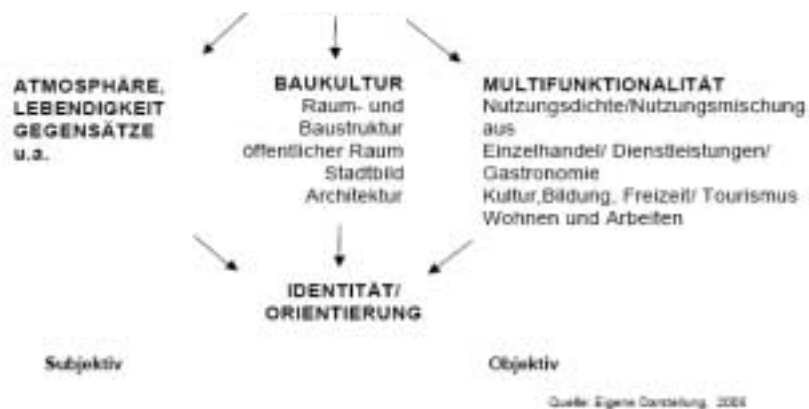 ATMOSPHÄRE,
LEBENDIGKEIT
GEGENSÄTZE
u.a.
BAUKULTUR
Raum- und
Baustruktur
öffentlicher Raum
Stadtbild
Architektur
MULTIFUNKTIONALITÄT
Nutzungsdichte/Nutzungsmischung
aus
Einzelhandel/ Dienstleistungen/
Gastronomie
Kultur,Bildung, Freizeit/ Tourismus
Wohnen und Arbeiten
IDENTITÄT/
ORIENTIERUNG
Subjektiv
Objektiv
Quelle: Eigene Darstellung,